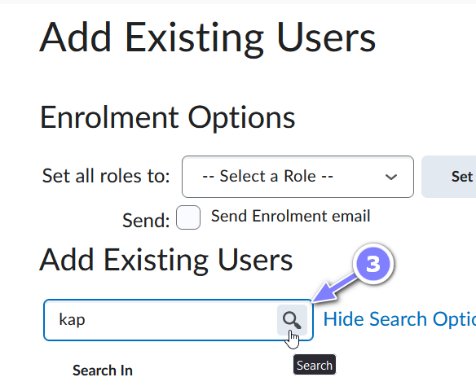 Add Existing Users
Enrolment Options
Set all roles to: -- Select a Role -- Set
Send: Send Enrolment email
Add Existing Users
3
kap Hide Search Optio
Search
Search In